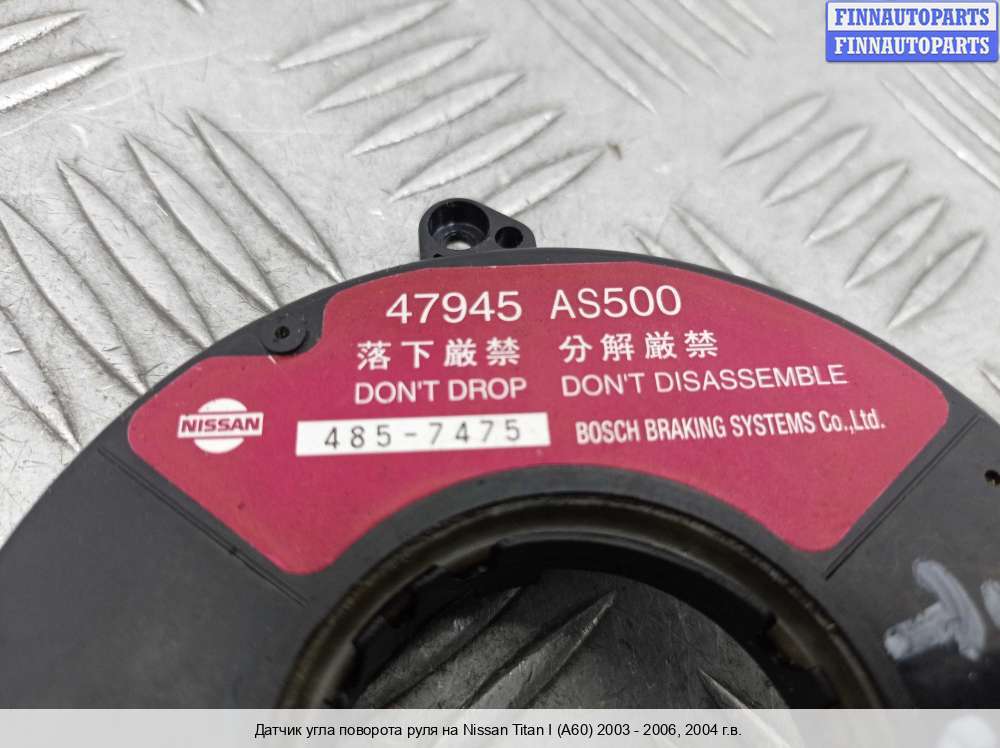 FINNAUTOPARTS
FINNAUTOPARTS
47945 AS500
落下厳禁 分解厳禁
DON'T DROP DON'T DISASSEMBLE
NISSAN
485-7475
BOSCH BRAKING SYSTEMS Co.,Ltd.
Датчик угла поворота руля на Nissan Titan I (A60) 2003 - 2006, 2004 г.в.